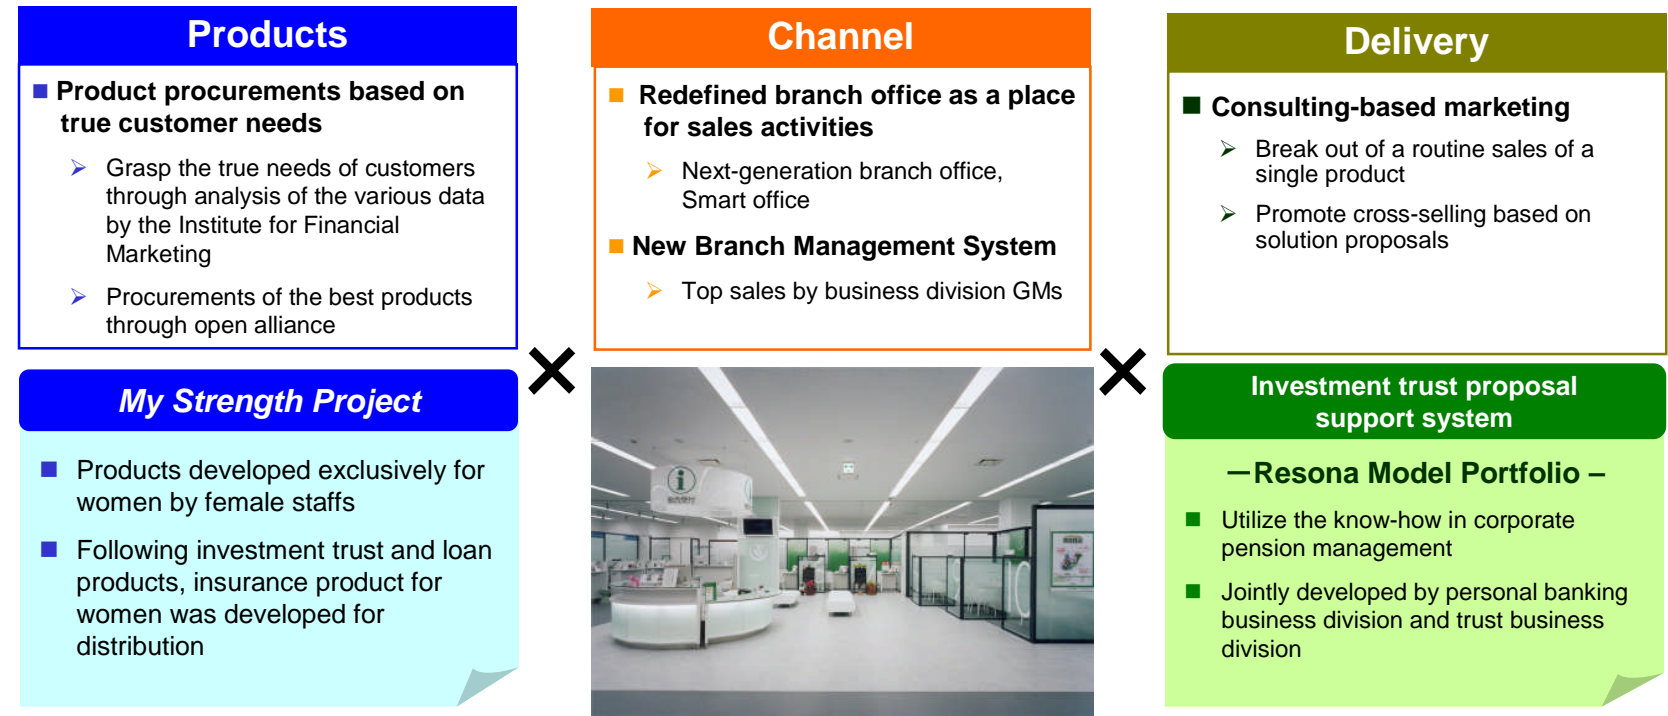 Products
Product procurements based on
true customer needs
Grasp the true needs of customers
through analysis of the various data
by the Institute for Financial
Marketing
Procurements of the best products
through open alliance
My Strength Project
Products developed exclusively for
women by female staffs
Following investment trust and loan
products, insurance product for
women was developed for
distribution
×
Channel
Redefined branch office as a place
for sales activities
Next-generation branch office,
Smart office
New Branch Management System
Top sales by business division GMs
×
Delivery
Consulting-based marketing
Break out of a routine sales of a
single product
Promote cross-selling based on
solution proposals
Investment trust proposal
support system
–Resona Model Portfolio –
Utilize the know-how in corporate
pension management
Jointly developed by personal banking
business division and trust business
division